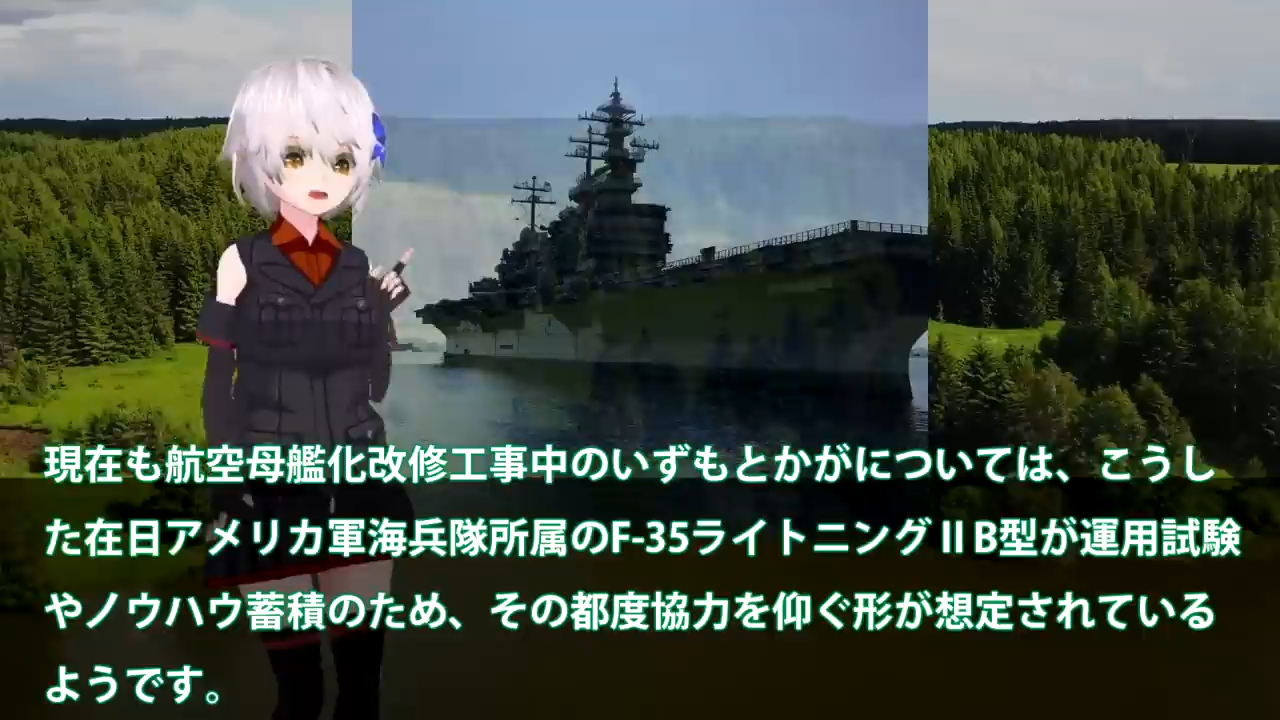 現在も航空母艦化改修工事中のいずもとかがについては、こうし
た在日アメリカ軍海兵隊所属のF-35ライトニングⅡB型が運用試験
やノウハウ蓄積のため、その都度協力を仰ぐ形が想定されている
ようです。